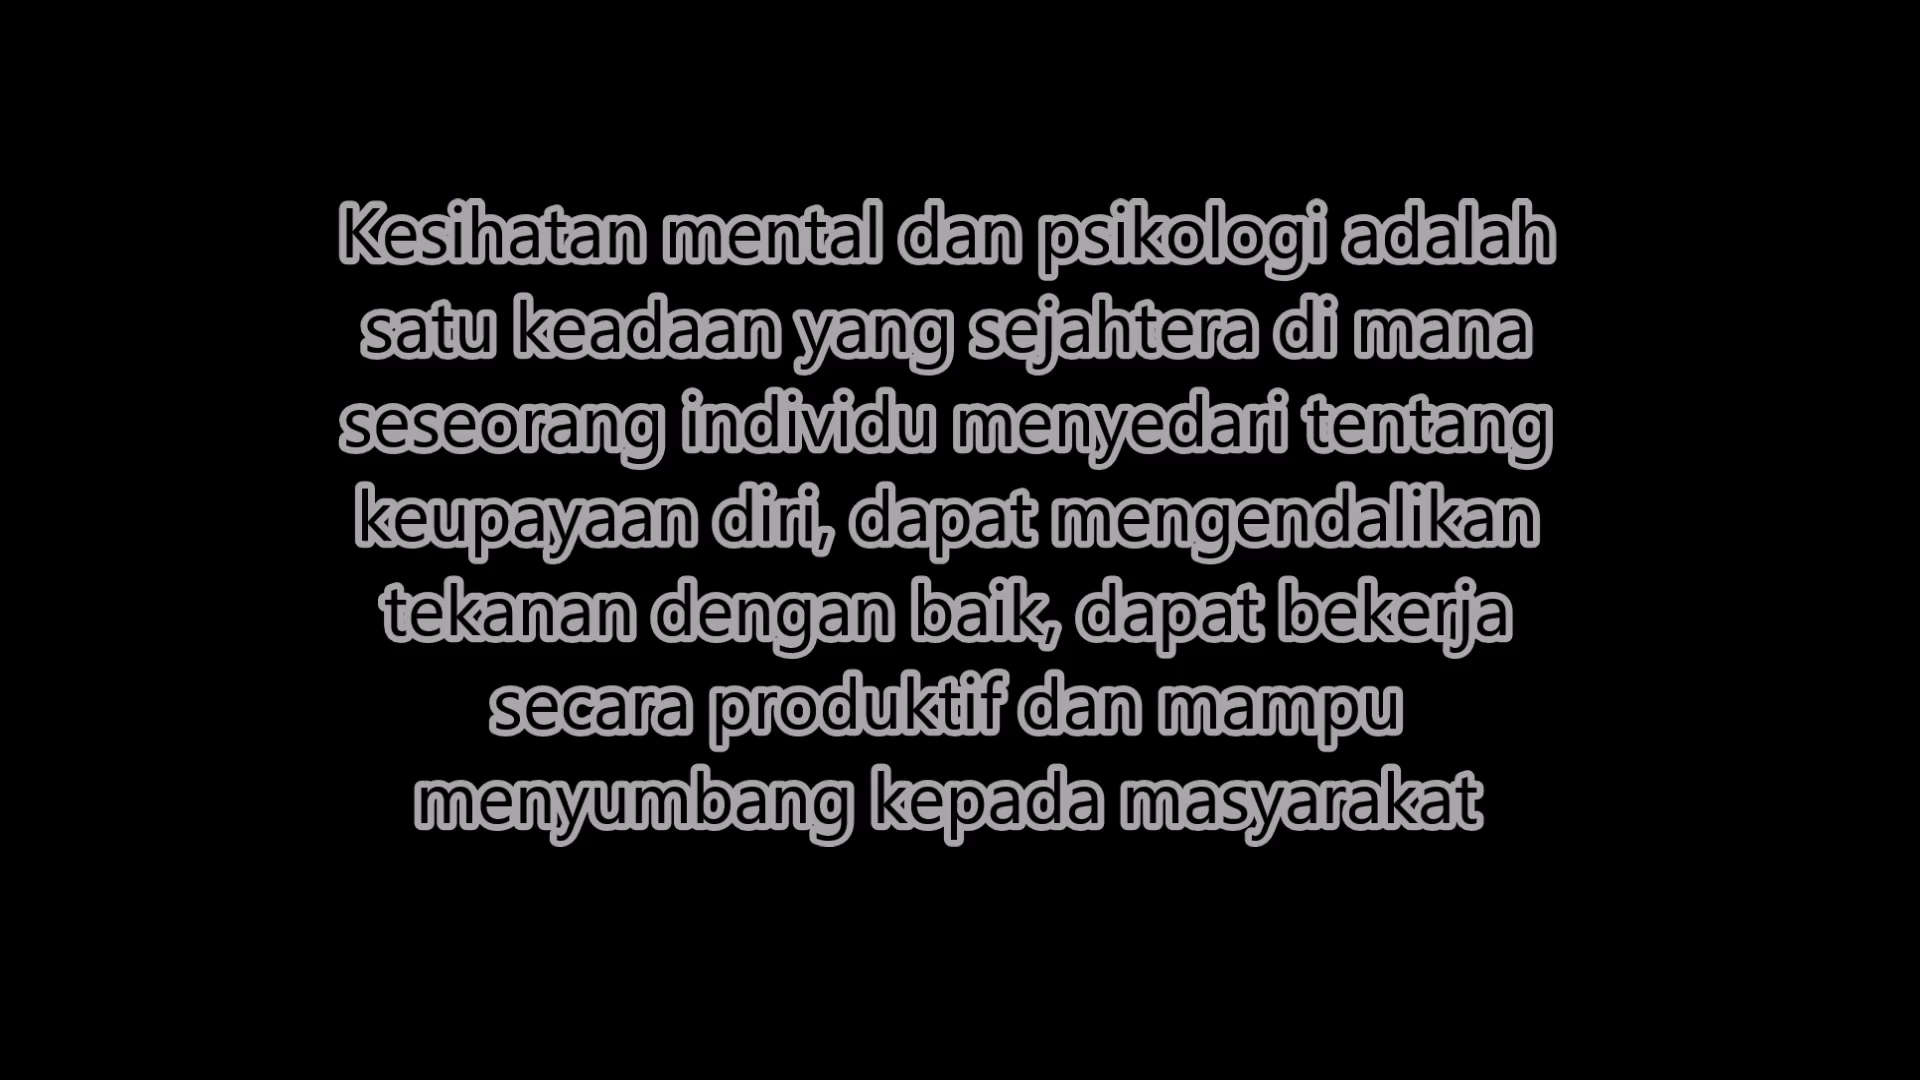 Kesihatan mental dan psikologi adalah
satu keadaan yang sejahtera di mana
seseorang individu menyedari tentang
keupayaan diri, dapat mengendalikan
tekanan dengan baik, dapat bekerja
secara produktif dan mampu
menyumbang kepada masyarakat